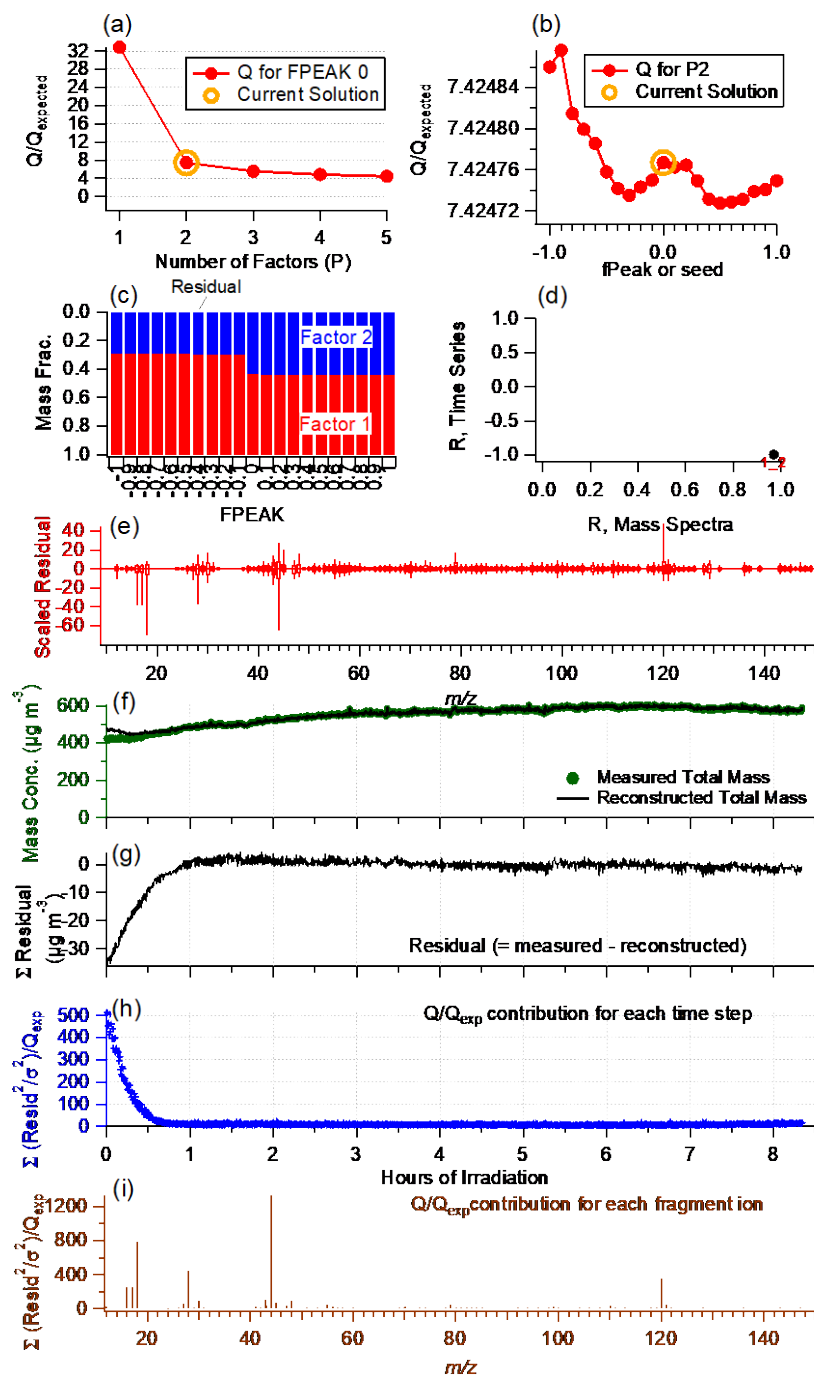 (a)
Q/Qexpected
32
28
24
20
16
12
8
4
0
Q for FPEAK 0
Current Solution
1 2 3 4 5
Number of Factors (P)
(b)
Q/Qexpected
7.42484
7.42480
7.42476
7.42472
Q for P2
Current Solution
-1.0 0.0 1.0
fPeak or seed
(c)
Residual
Mass Frac.
0.0
0.2
0.4
0.6
0.8
1.0
Factor 2
Factor 1
FPEAK
(d)
R, Time Series
1.0
0.5
0.0
-0.5
-1.0
1_2
0.0 0.2 0.4 0.6 0.8 1.0
R, Mass Spectra
(e)
Scaled Residual
40
20
0
-20
-40
-60
20 40 60 80 100 120 140
m/z
(f)
Mass Conc. (µg m-3)
600
400
200
0
Measured Total Mass
Reconstructed Total Mass
(g)
Σ Residual
(µg m-3)
0
-10
-20
-30
Residual (= measured - reconstructed)
(h)
Σ (Resid2/σ2)/Qexp
500
400
300
200
100
0
Q/Qexp contribution for each time step
0 1 2 3 4 5 6 7 8
Hours of Irradiation
(i)
Σ (Resid2/σ2)/Qexp
1200
800
400
0
Q/Qexp contribution for each fragment ion
20 40 60 80 100 120 140
m/z